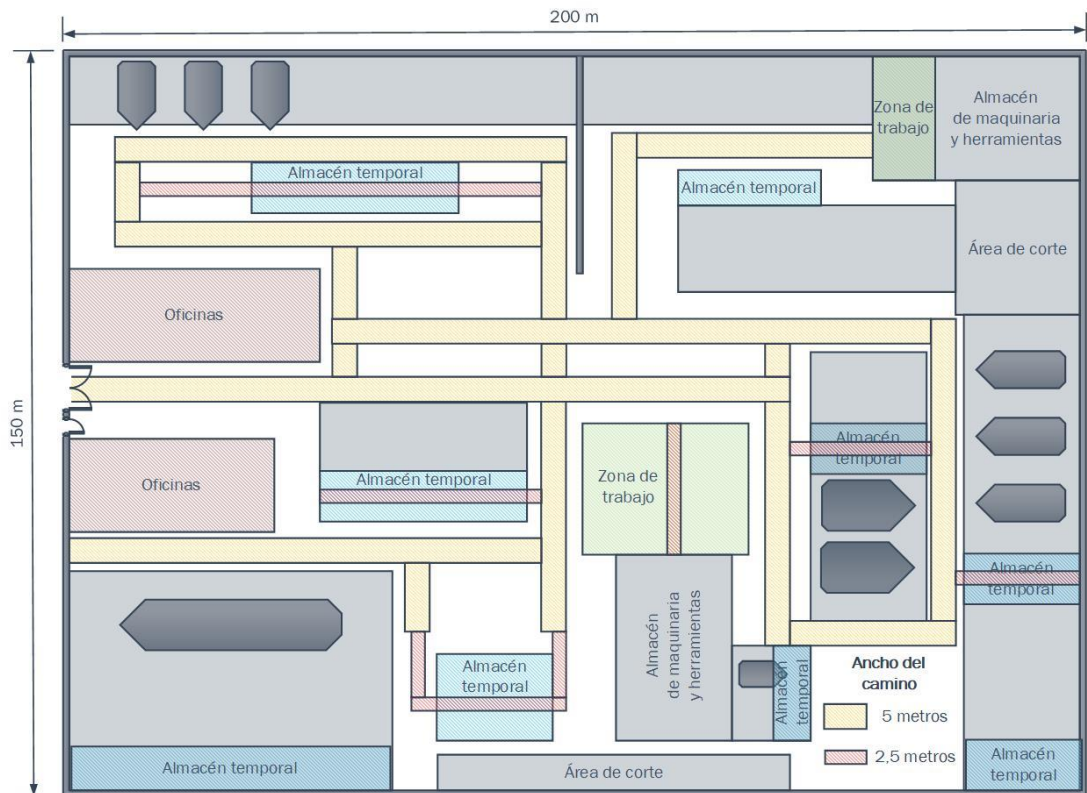 200 m
150 m
Zona de
trabajo
Almacén
de maquinaria
y herramientas
Almacén temporal
Almacén temporal
Área de corte
Oficinas
Almacén
temporal
Oficinas
Almacén temporal
Zona de
trabajo
Almacén
temporal
Almacén
de maquinaria
y herramientas
Almacén
temporal
Almacén
temporal
Ancho del
camino
5 metros
2,5 metros
Almacén temporal
Área de corte
Almacén
temporal